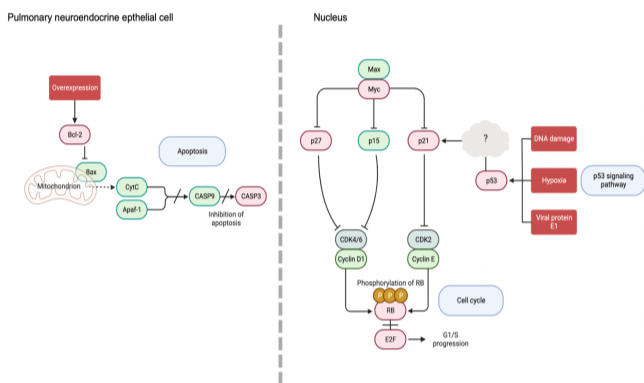 Pulmonary neuroendocrine epthelial cell
Nucleus
Overexpression
Bcl-2
Bax
Mitochondrion
CytC
Apaf-1
Apoptosis
CASP9
CASP3
Inhibition of
apoptosis
Max
Myc
p27
p15
p21
?
p53
DNA damage
Hypoxia
Viral protein
E1
p53 signaling
pathway
CDK4/6
Cyclin D1
CDK2
Cyclin E
Phosphorylation of RB
P P P
RB
Cell cycle
E2F
G1/S
progression